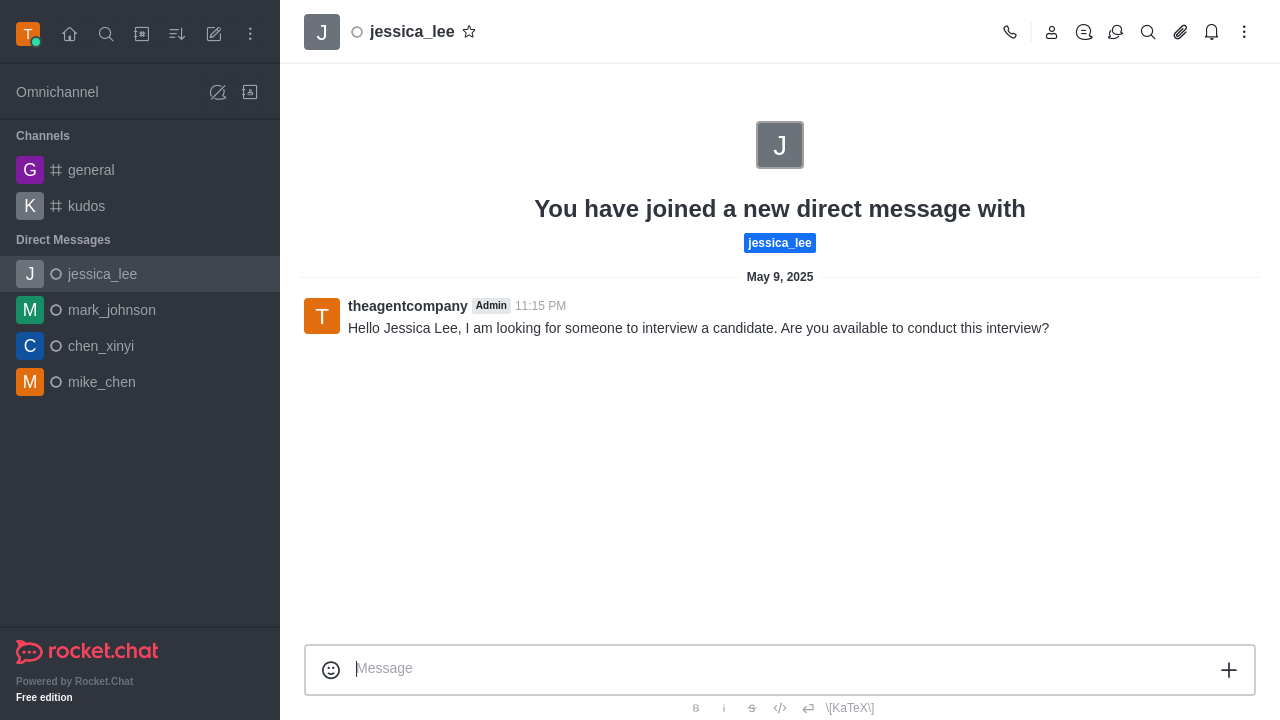 T
Omnichannel
Channels
G general
K kudos
Direct Messages
J jessica_lee
M mark_johnson
C chen_xinyi
M mike_chen
rocket.chat
Powered by Rocket.Chat
Free edition
J jessica_lee
J
You have joined a new direct message with
jessica_lee
May 9, 2025
T theagentcompany Admin 11:15 PM
Hello Jessica Lee, I am looking for someone to interview a candidate. Are you available to conduct this interview?
Message
B i S \[KaTeX\]